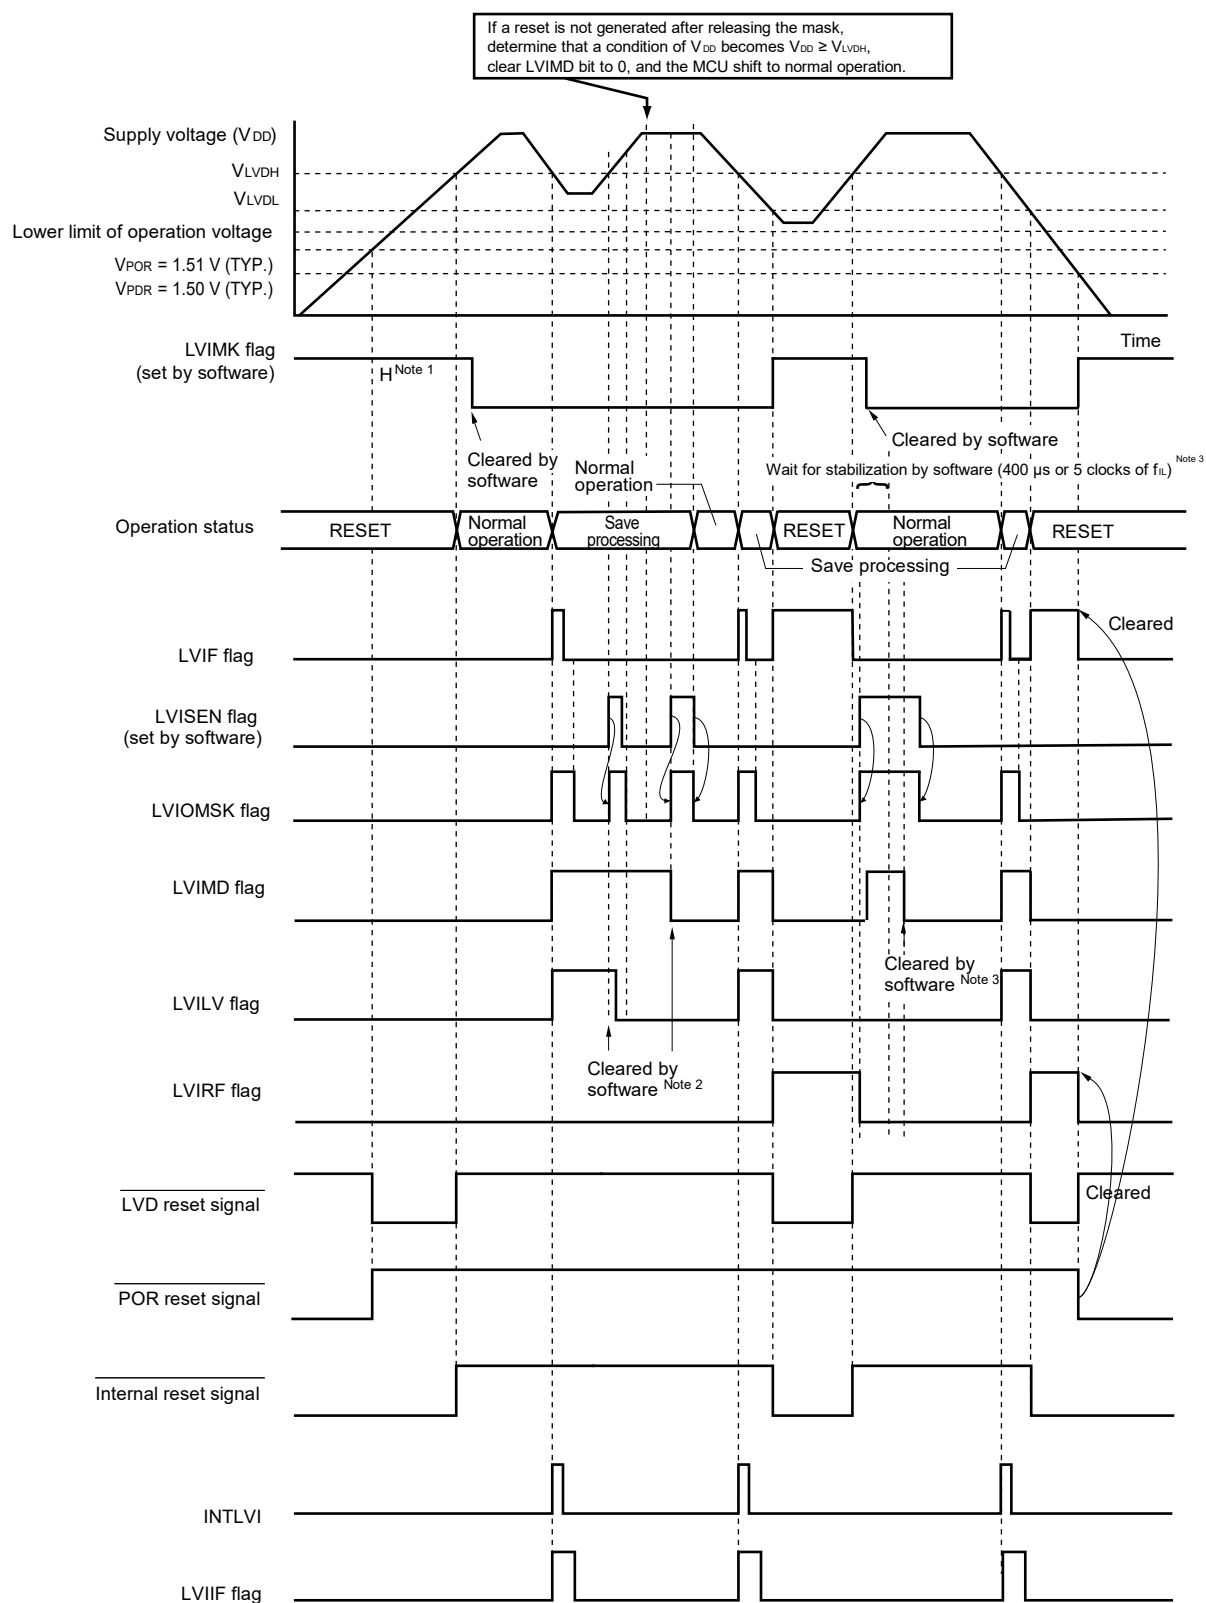 If a reset is not generated after releasing the mask,
determine that a condition of VDD becomes VDD ≥ VLVDH,
clear LVIMD bit to 0, and the MCU shift to normal operation.
Supply voltage (VDD)
VLVDH
VLVDL
Lower limit of operation voltage
VPOR = 1.51 V (TYP.)
VPDR = 1.50 V (TYP.)
Time
LVIMK flag
(set by software)
H Note 1
Cleared by
software
Cleared by software
Normal
operation
Wait for stabilization by software (400 µs or 5 clocks of fIL) Note 3
Operation status
RESET
Normal
operation
Save
processing
RESET
Normal
operation
RESET
Save processing
LVIF flag
Cleared
LVISEN flag
(set by software)
LVIOMSK flag
LVIMD flag
Cleared by
software Note 3
LVILV flag
Cleared by
software Note 2
LVIRF flag
LVD reset signal
Cleared
POR reset signal
Internal reset signal
INTLVI
LVIIF flag